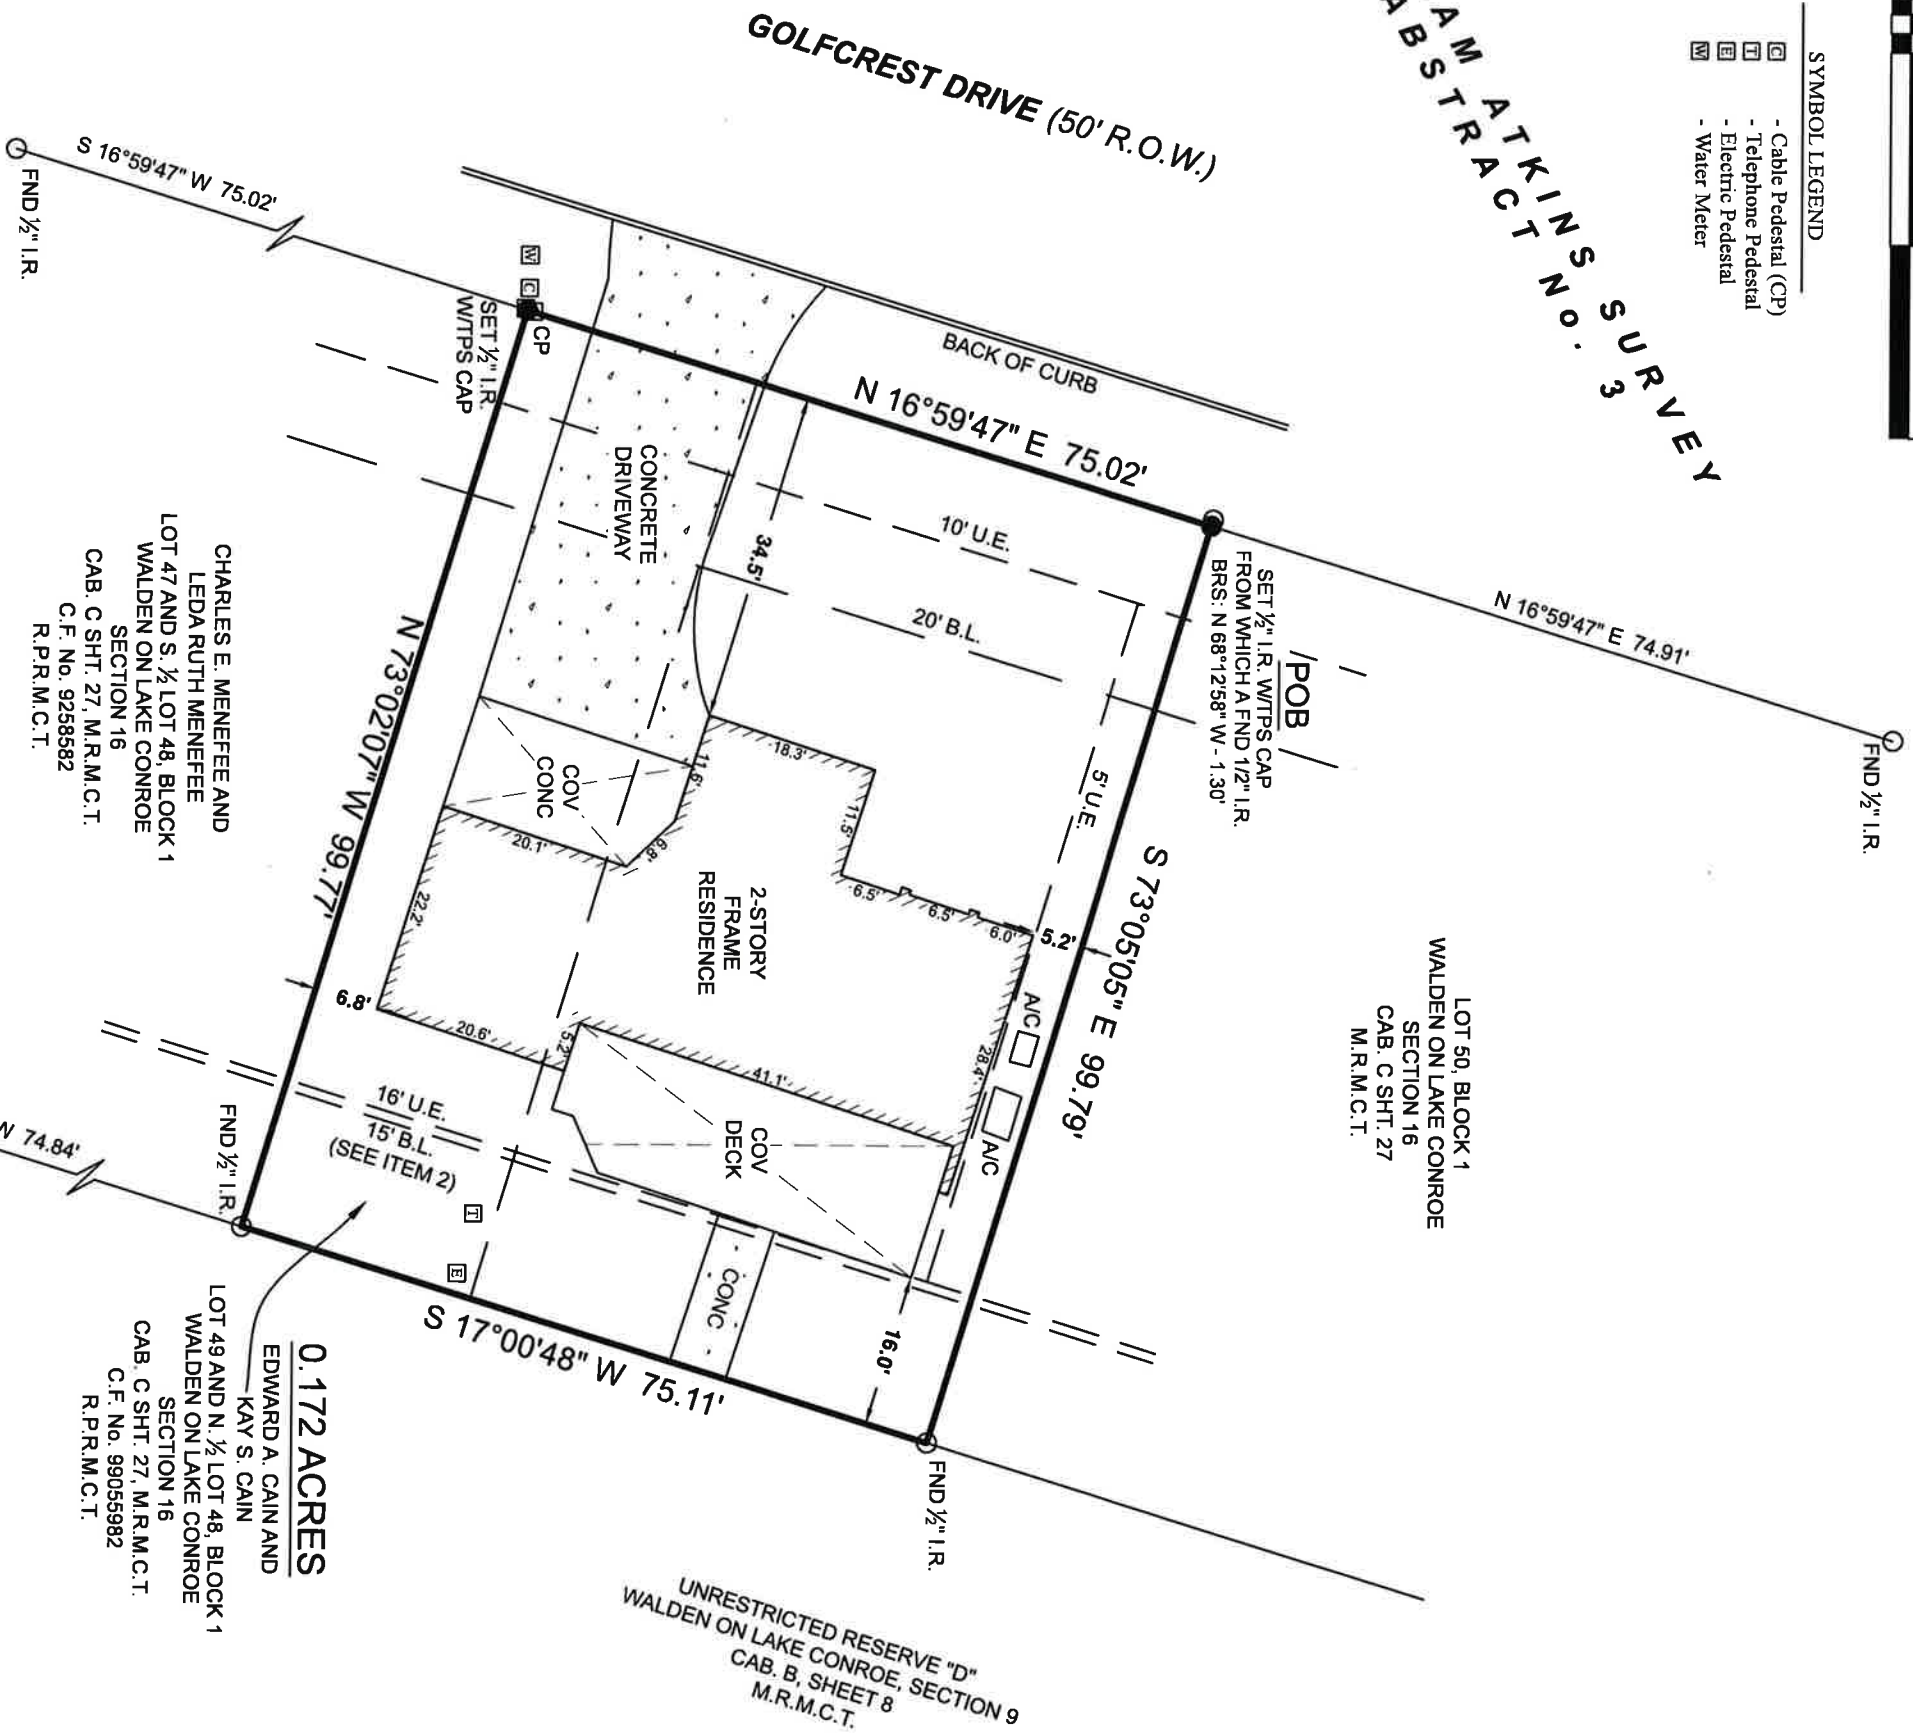 SYMBOL LEGEND
C - Cable Pedestal (CP)
T - Telephone Pedestal
E - Electric Pedestal
W - Water Meter
AM ATKINS SURVEY
ABSTRACT No. 3
GOLFCREST DRIVE (50' R.O.W.)
S 16°59'47" W 75.02'
FND ½" I.R.
W
C
CP
SET ½" I.R.
W/TPS CAP
BACK OF CURB
N 16°59'47" E 75.02'
N 16°59'47" E 74.91'
FND ½" I.R.
POB
SET ½" I.R. W/TPS CAP
FROM WHICH A FND 1/2" I.R.
BRS: N 68°12'58" W - 1.30'
10' U.E.
20' B.L.
5' U.E.
CONCRETE
DRIVEWAY
34.5'
S 73°05'05" E 99.79'
LOT 50, BLOCK 1
WALDEN ON LAKE CONROE
SECTION 16
CAB. C SHT. 27
M.R.M.C.T.
18.3'
11.6'
11.5'
6.8'
6.5'
6.5'
6.0'
5.2'
COV
CONC
20.1'
22.2'
2-STORY
FRAME
RESIDENCE
A/C
A/C
28.4'
41.1'
5.2'
20.6'
6.8'
COV
DECK
N 73°02'07" W 99.77'
CHARLES E. MENEFEE AND
LEDA RUTH MENEFEE
LOT 47 AND S. ½ LOT 48, BLOCK 1
WALDEN ON LAKE CONROE
SECTION 16
CAB. C SHT. 27, M.R.M.C.T.
C.F. No. 9258582
R.P.R.M.C.T.
16' U.E.
15' B.L.
(SEE ITEM 2)
T
E
CONC
16.0'
FND ½" I.R.
74.84'
S 17°00'48" W 75.11'
FND ½" I.R.
0.172 ACRES
EDWARD A. CAIN AND
KAY S. CAIN
LOT 49 AND N. ½ LOT 48, BLOCK 1
WALDEN ON LAKE CONROE
SECTION 16
CAB. C SHT. 27, M.R.M.C.T.
C.F. No. 99055982
R.P.R.M.C.T.
UNRESTRICTED RESERVE "D"
WALDEN ON LAKE CONROE, SECTION 9
CAB. B, SHEET 8
M.R.M.C.T.